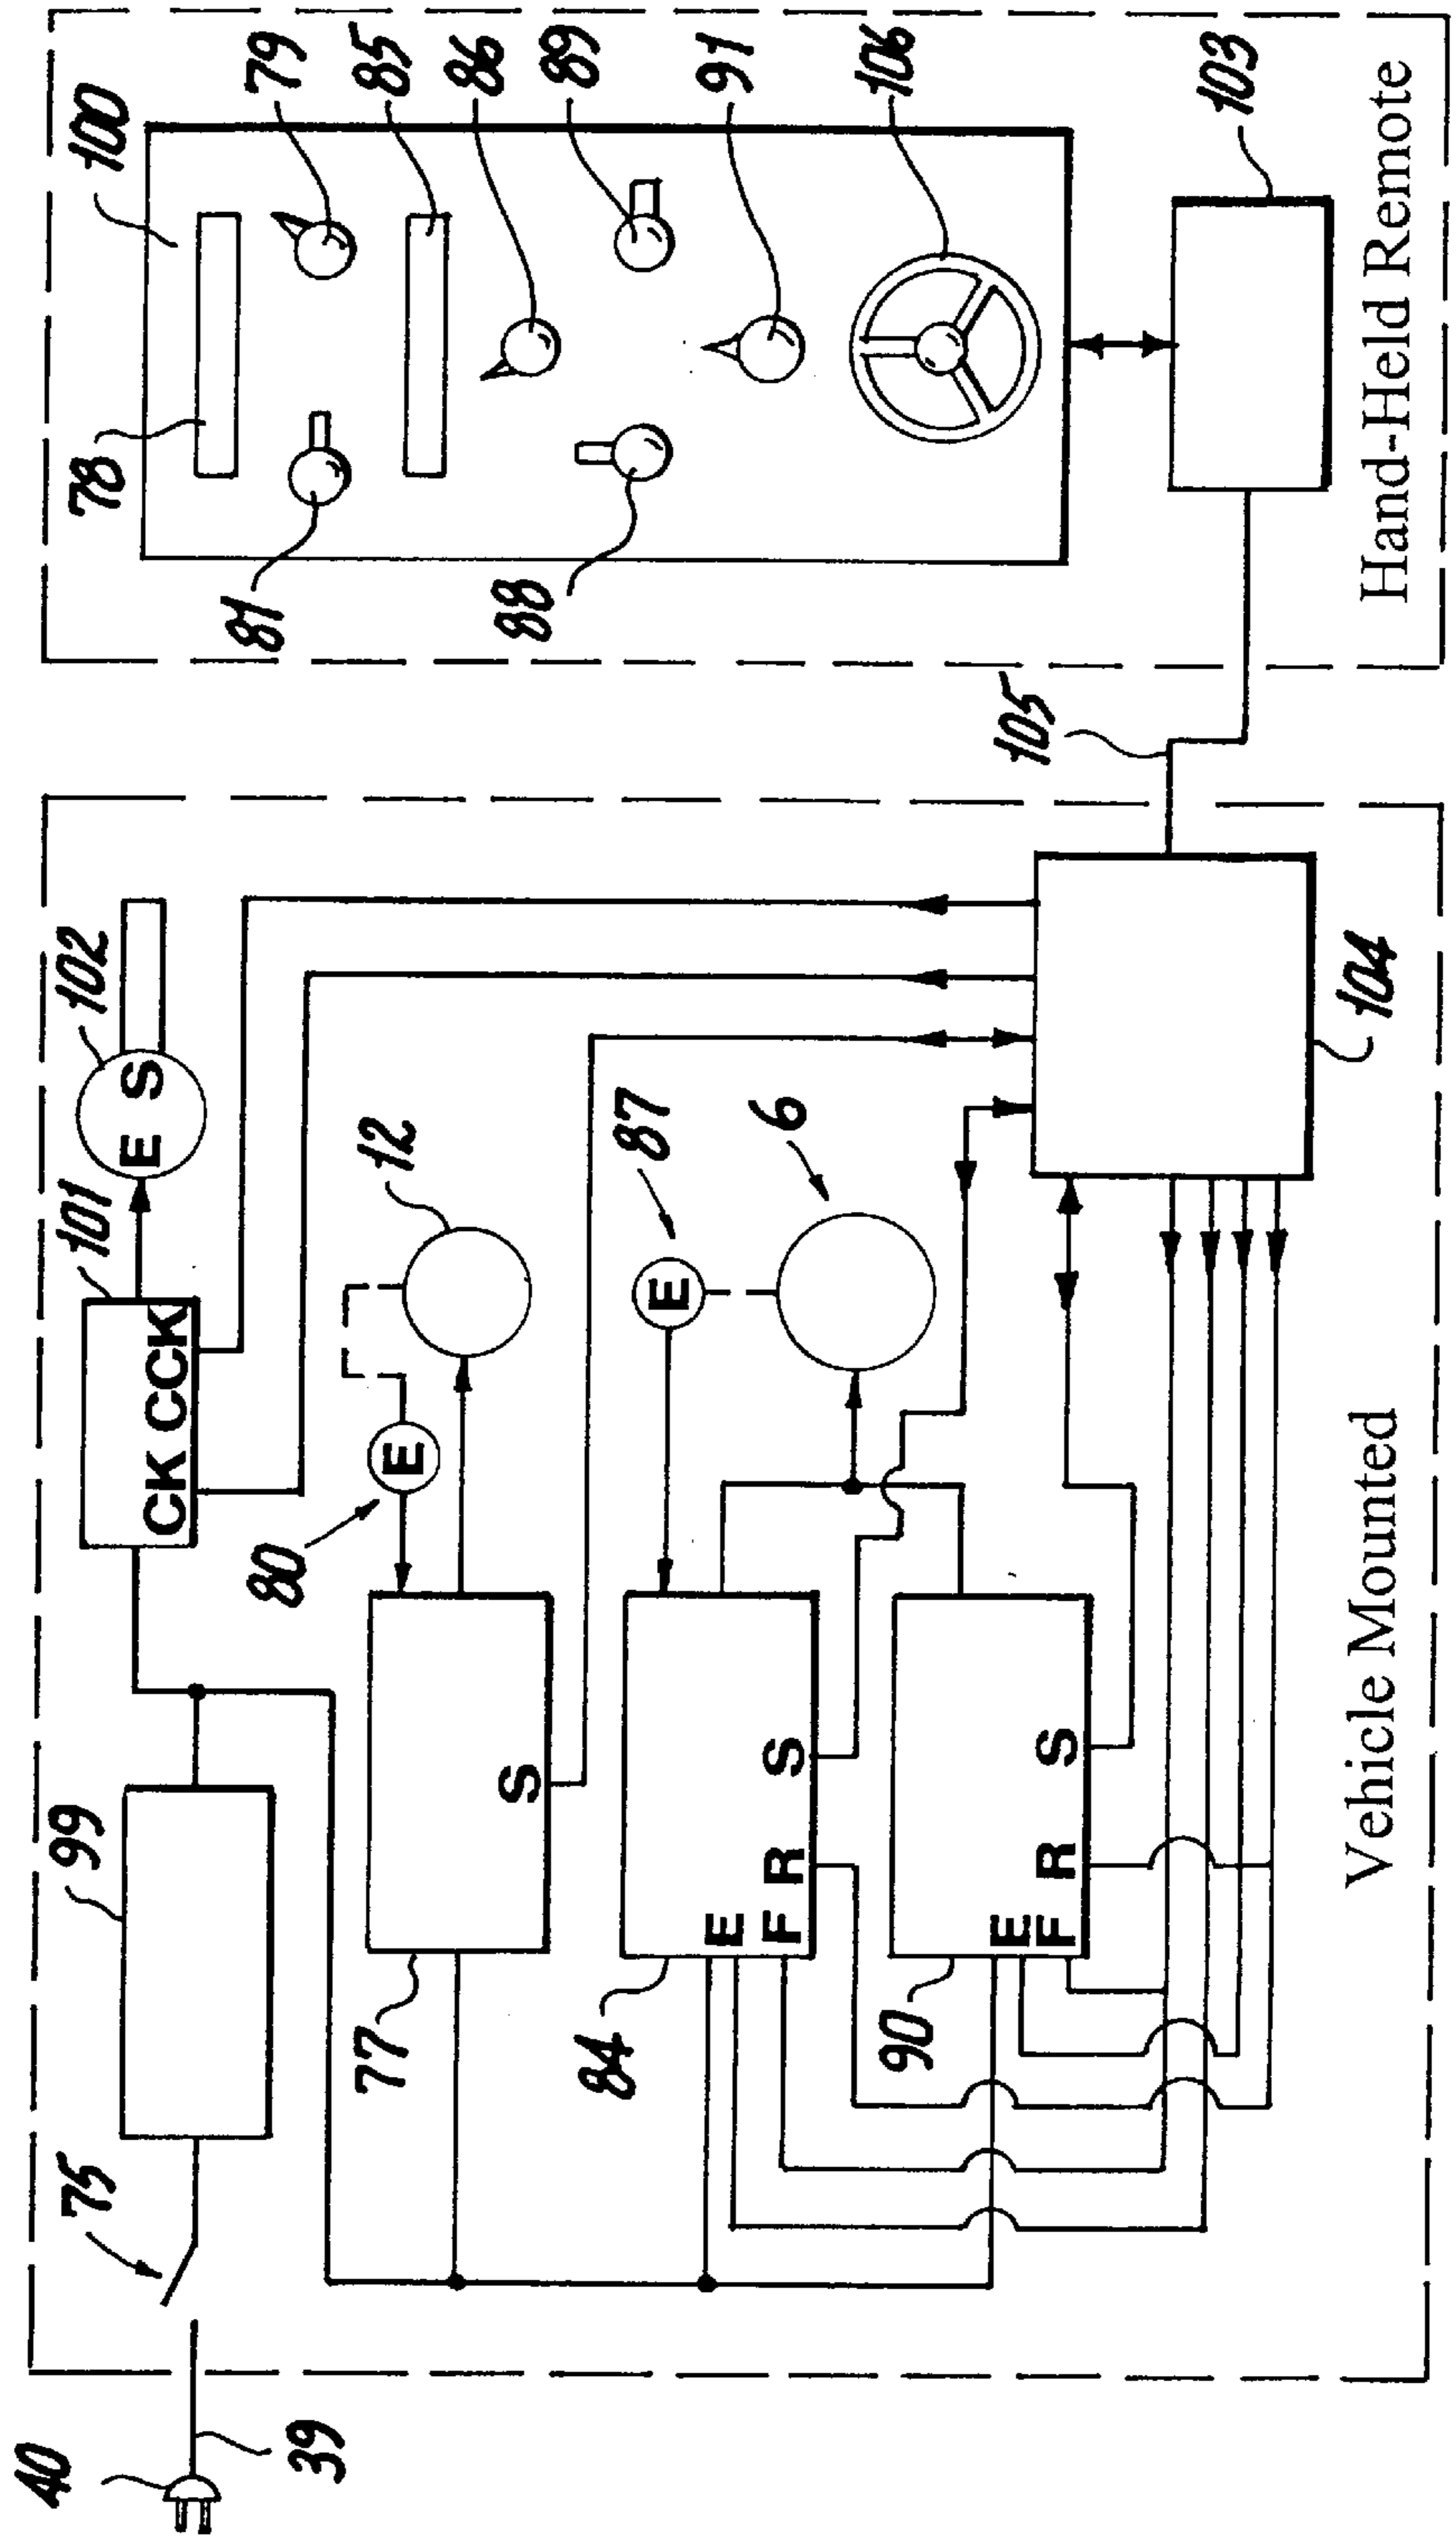 40
39
75
99
101
102
CK CCK
E S
80
E
12
77
S
87
E
6
84
E
F R S
90
E
F R S
104
Vehicle Mounted
105
78
100
81
79
85
86
88
89
91
106
103
Hand-Held Remote